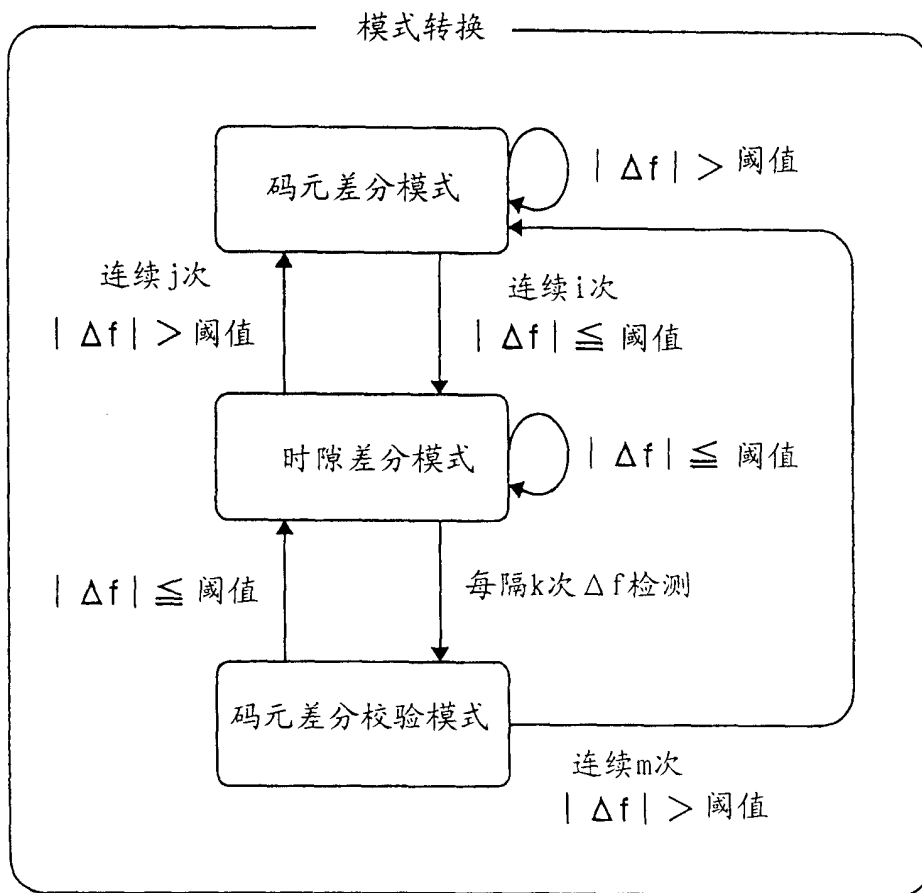 模式转换
码元差分模式
| Δf | > 阈值
连续j次
| Δf | > 阈值
连续i次
| Δf | ≦ 阈值
时隙差分模式
| Δf | ≦ 阈值
| Δf | ≦ 阈值
每隔k次Δf检测
码元差分校验模式
连续m次
| Δf | > 阈值